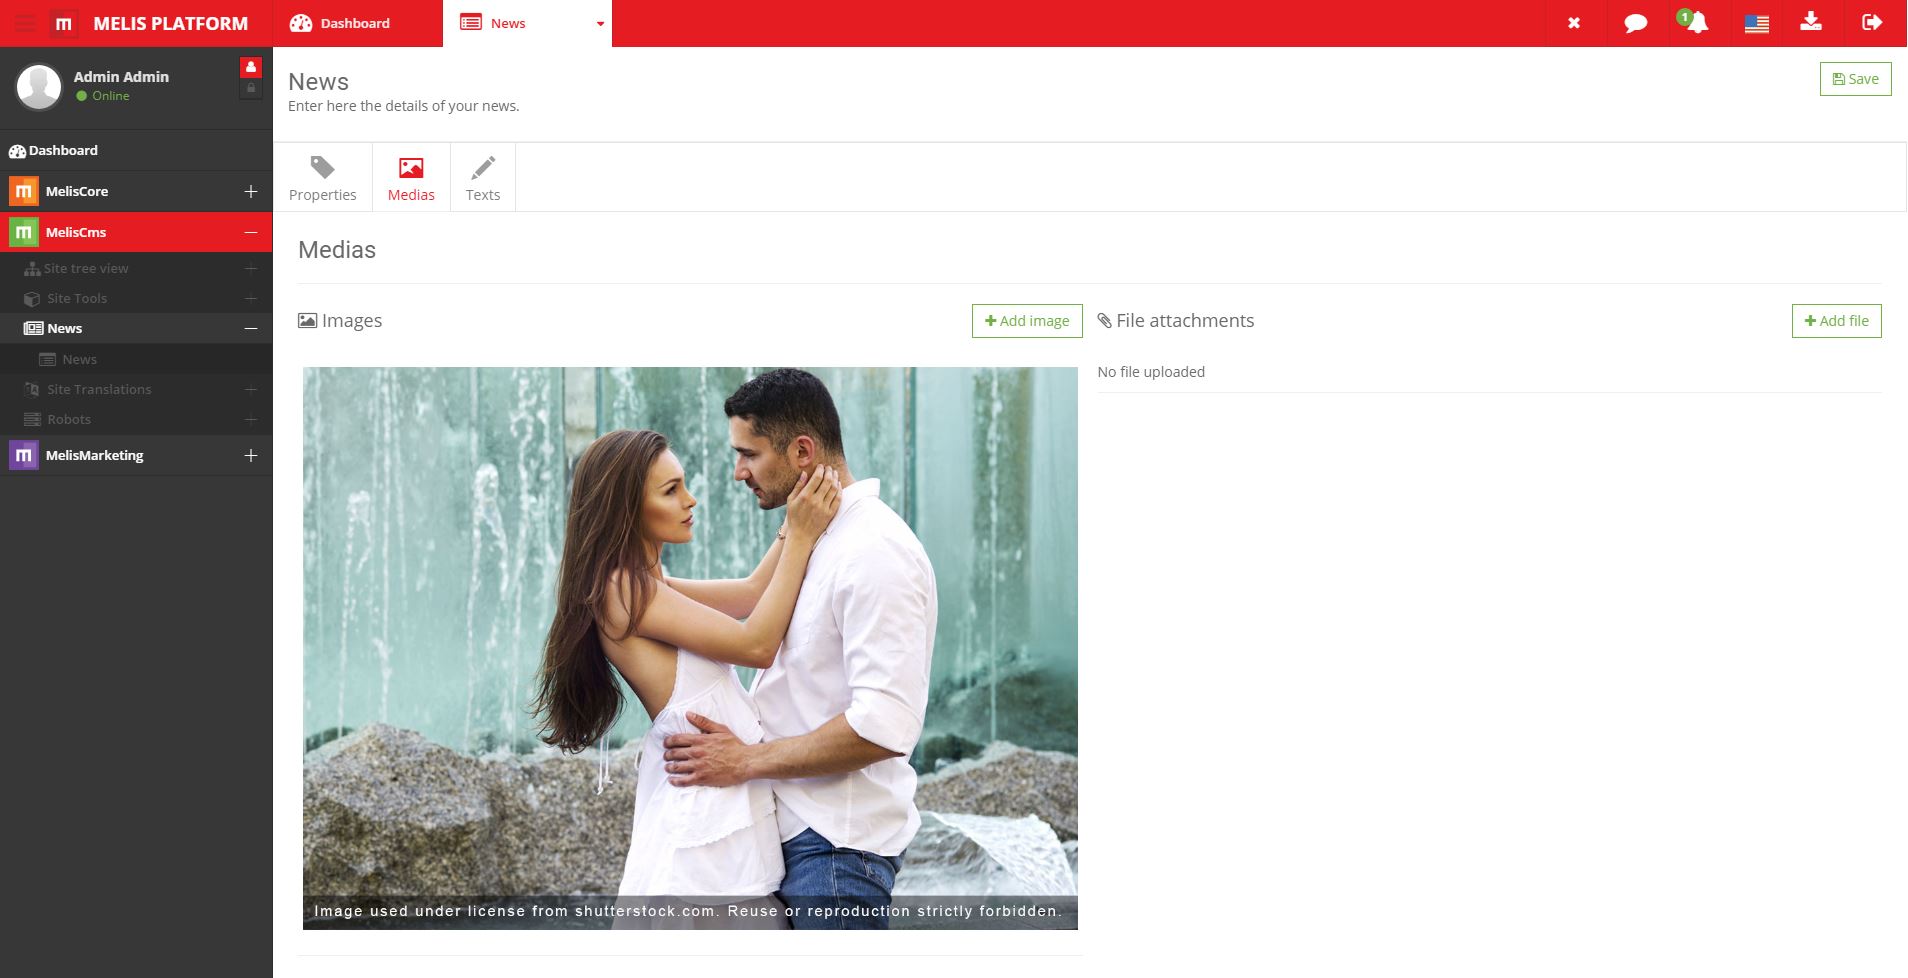 MELIS PLATFORM
Dashboard
News
1
Admin Admin
Online
Dashboard
MelisCore
MelisCms
Site tree view
Site Tools
News
News
Site Translations
Robots
MelisMarketing
News
Enter here the details of your news.
Save
Properties
Medias
Texts
Medias
Images
Add image
File attachments
Add file
No file uploaded
Image used under license from shutterstock.com. Reuse or reproduction strictly forbidden.